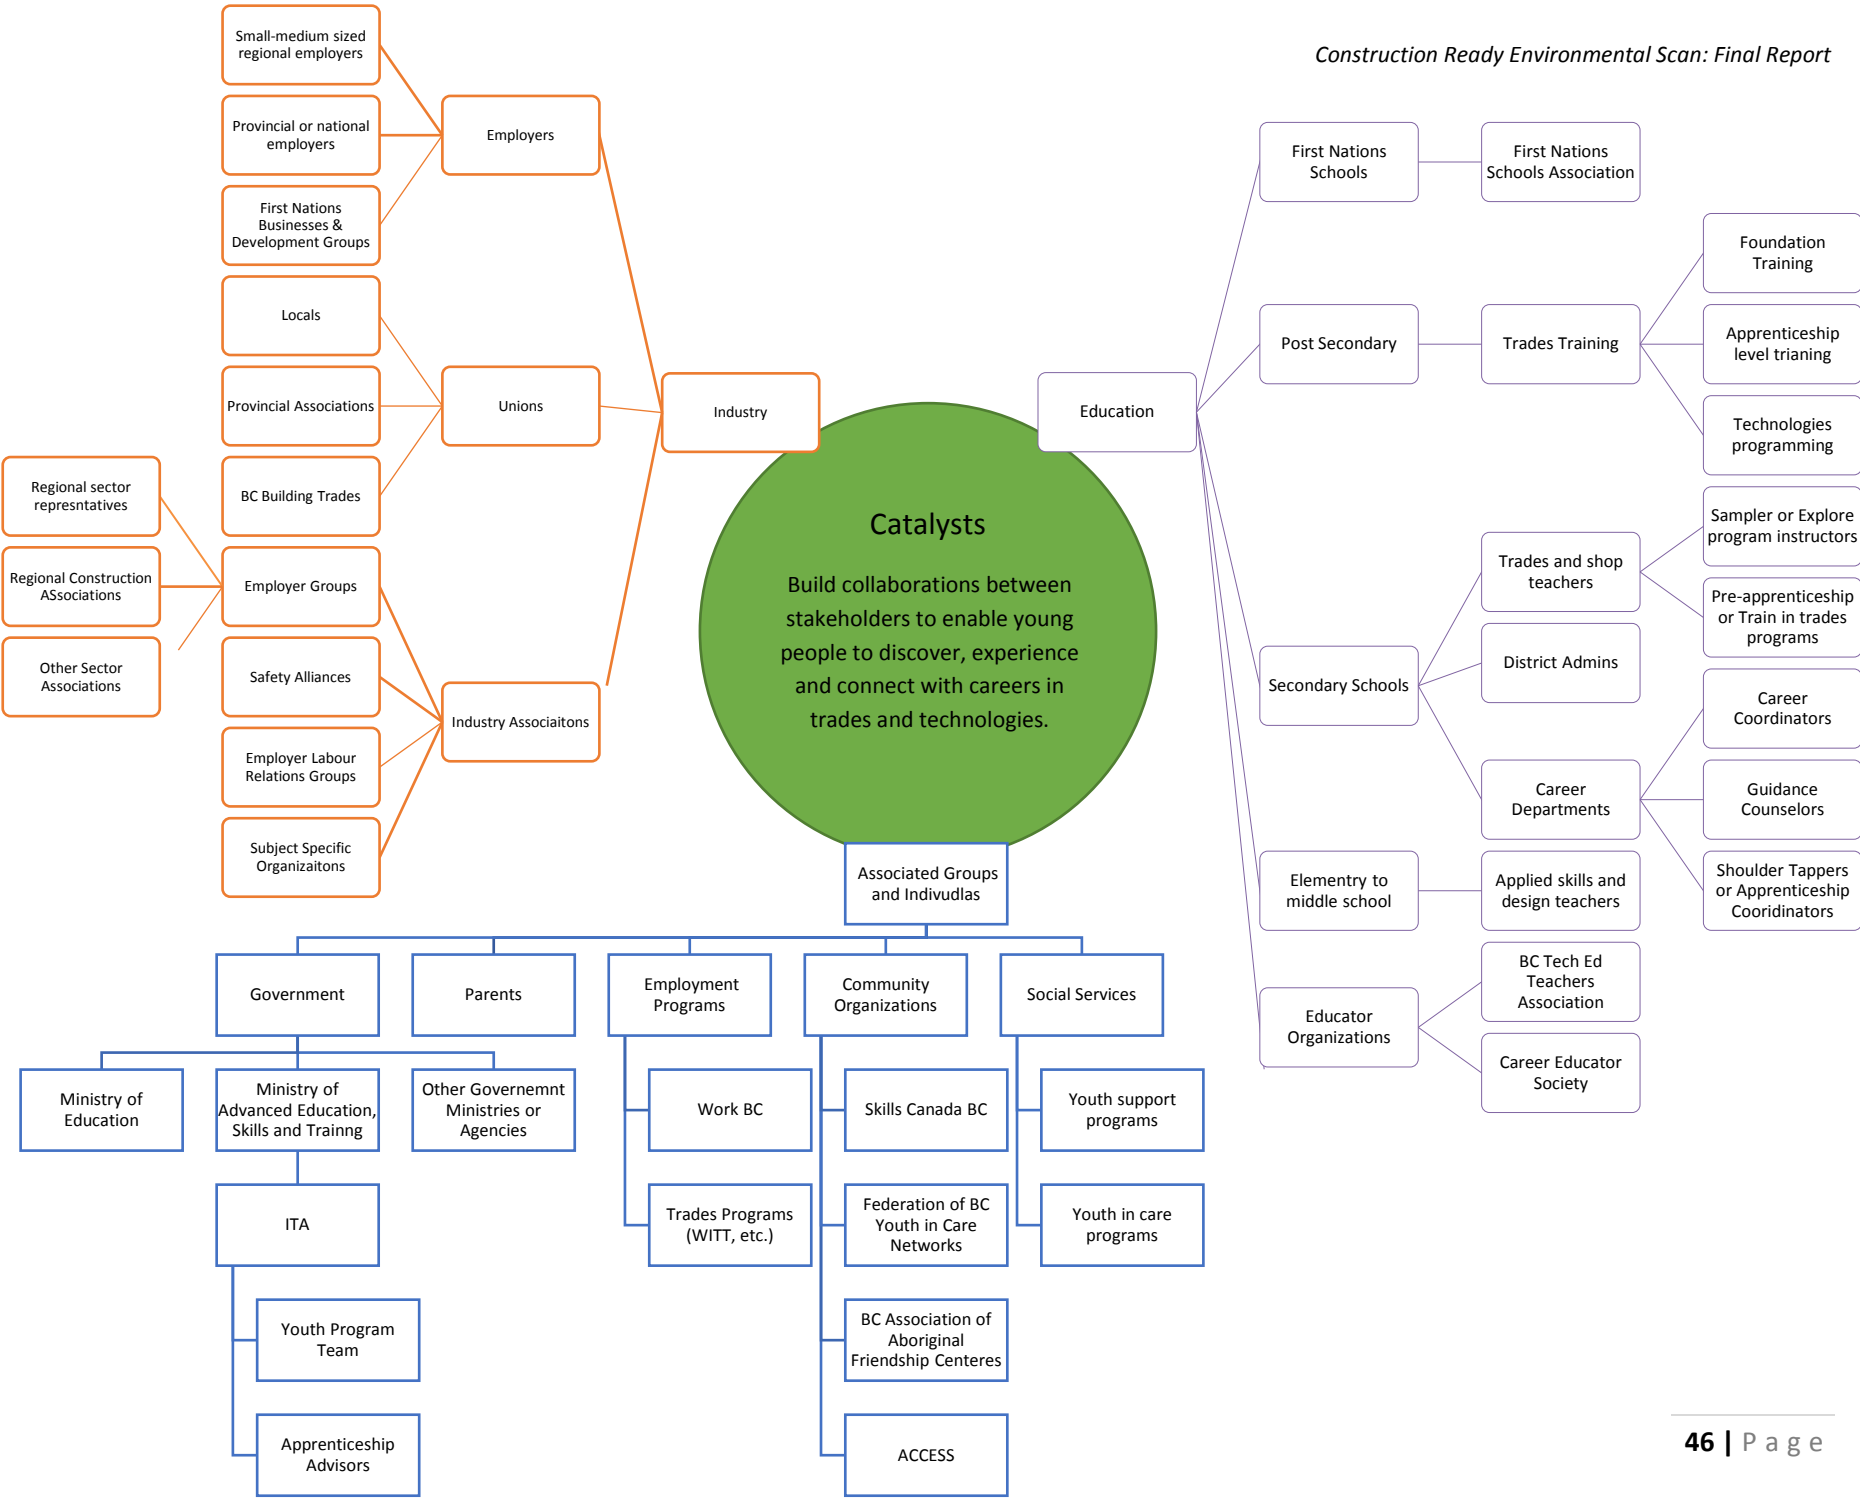 Construction Ready Environmental Scan: Final Report
Small-medium sized
regional employers
Provincial or national
employers
First Nations
Businesses &
Development Groups
Employers
Locals
Provincial Associations
BC Building Trades
Unions
Industry
Regional sector
represntatives
Regional Construction
ASsociations
Other Sector
Associations
Employer Groups
Safety Alliances
Employer Labour
Relations Groups
Subject Specific
Organizaitons
Industry Associaitons
Catalysts
Build collaborations between
stakeholders to enable young
people to discover, experience
and connect with careers in
trades and technologies.
Education
First Nations
Schools
First Nations
Schools Association
Post Secondary
Trades Training
Foundation
Training
Apprenticeship
level trianing
Technologies
programming
Secondary Schools
Trades and shop
teachers
Sampler or Explore
program instructors
Pre-apprenticeship
or Train in trades
programs
District Admins
Career
Departments
Career
Coordinators
Guidance
Counselors
Shoulder Tappers
or Apprenticeship
Cooridinators
Elementry to
middle school
Applied skills and
design teachers
Educator
Organizations
BC Tech Ed
Teachers
Association
Career Educator
Society
Associated Groups
and Indivudlas
Government
Parents
Employment
Programs
Community
Organizations
Social Services
Ministry of
Education
Ministry of
Advanced Education,
Skills and Trainng
Other Governemnt
Ministries or
Agencies
ITA
Youth Program
Team
Apprenticeship
Advisors
Work BC
Trades Programs
(WITT, etc.)
Skills Canada BC
Federation of BC
Youth in Care
Networks
BC Association of
Aboriginal
Friendship Centeres
ACCESS
Youth support
programs
Youth in care
programs
46 | P a g e